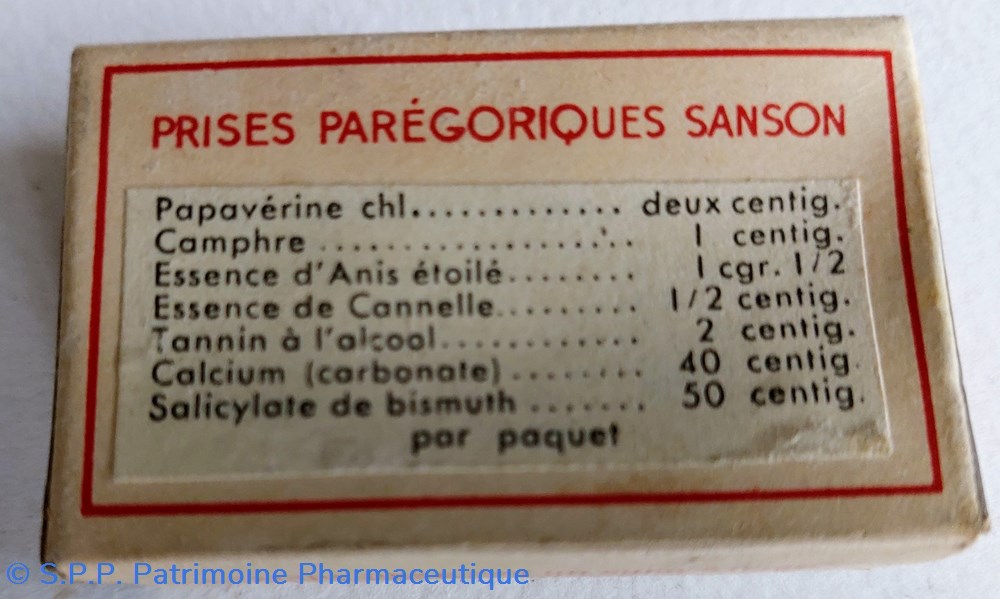 PRISES PARÉGORIQUES SANSON
Papavérine chl............. deux centig.
Camphre .................... 1 centig.
Essence d'Anis étoilé........ 1 cgr. 1/2
Essence de Cannelle......... 1/2 centig.
Tannin à l'alcool............. 2 centig.
Calcium (carbonate) ........ 40 centig.
Salicylate de bismuth ....... 50 centig.
par paquet
© S.P.P. Patrimoine Pharmaceutique